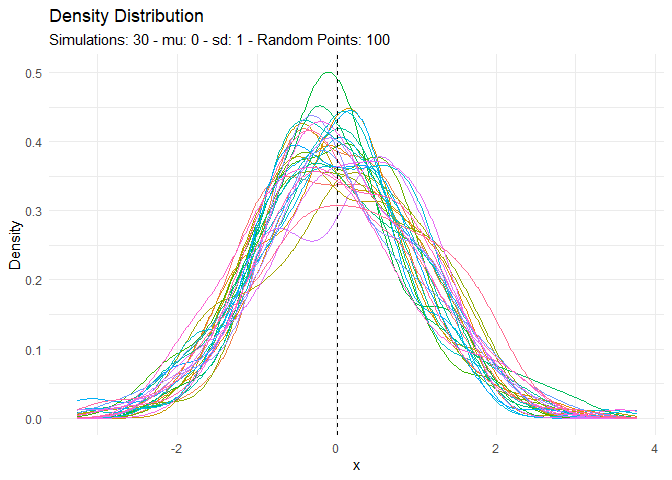 Density Distribution
Simulations: 30 - mu: 0 - sd: 1 - Random Points: 100
0.5
0.4
0.3
0.2
0.1
0.0
Density
-2
0
2
4
x